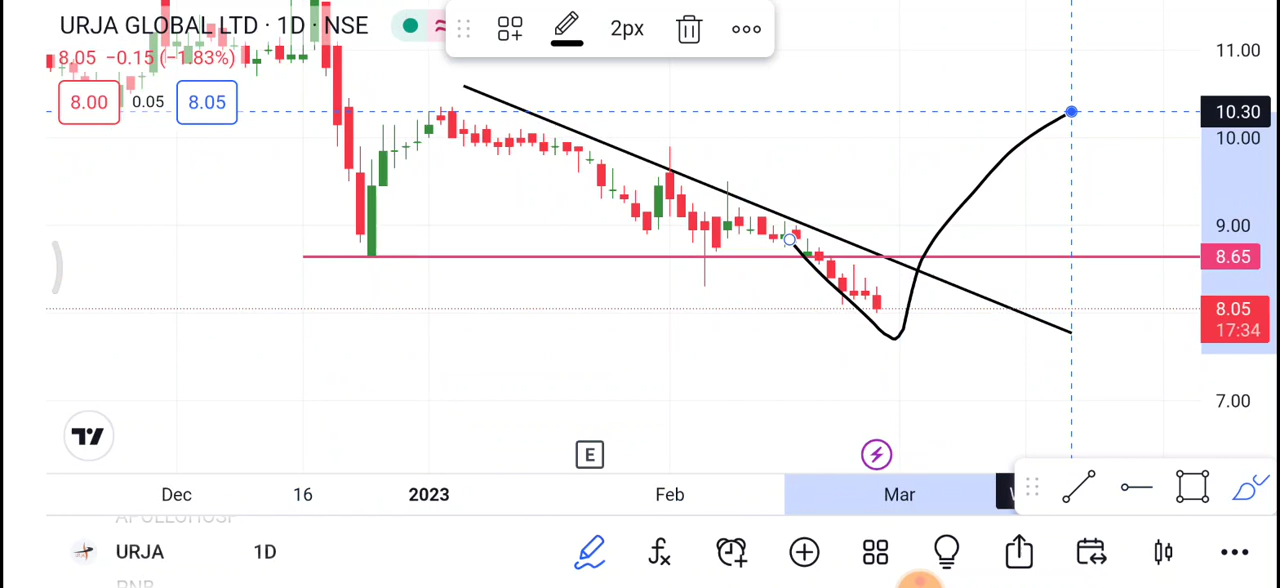 URJA GLOBAL LTD · 1D · NSE
2px
8.05 −0.15 (−1.83%)
8.00 0.05 8.05
11.00
10.30
10.00
9.00
8.65
8.05
17:34
7.00
E
Dec 16 2023 Feb Mar
APOLLOHOSP
URJA 1D
PNB